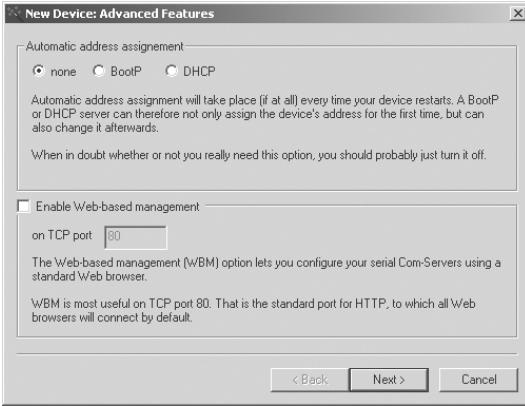 New Device: Advanced Features
Automatic address assignement
none BootP DHCP
Automatic address assignment will take place (if at all) every time your device restarts. A BootP
or DHCP server can therefore not only assign the device's address for the first time, but can
also change it afterwards.
When in doubt whether or not you really need this option, you should probably just turn it off.
Enable Web-based management
on TCP port 80
The Web-based management (WBM) option lets you configure your serial Com-Servers using a
standard Web browser.
WBM is most useful on TCP port 80. That is the standard port for HTTP, to which all Web
browsers will connect by default.
< Back Next > Cancel